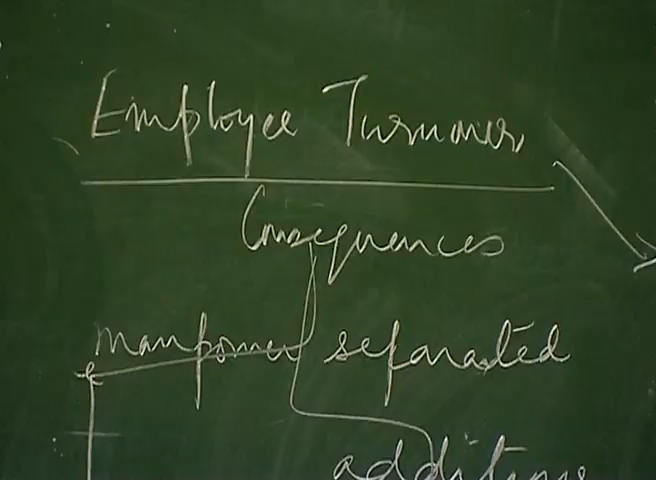 Employee Turnover
Consequences
manpower separated
additions